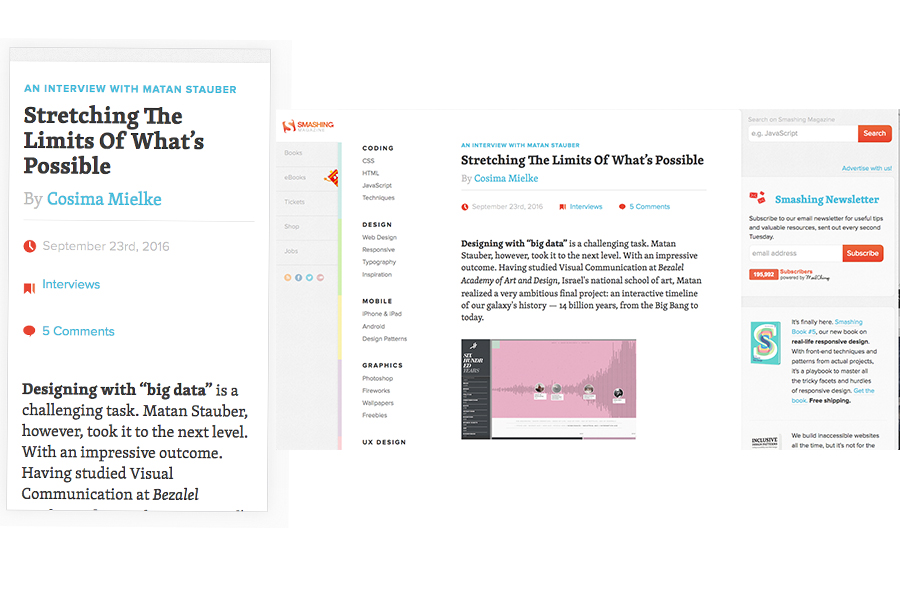 AN INTERVIEW WITH MATAN STAUBER
Stretching The
Limits Of What's
Possible
By Cosima Mielke
September 23rd, 2016
Interviews
5 Comments
Designing with “big data” is a
challenging task. Matan Stauber,
however, took it to the next level.
With an impressive outcome.
Having studied Visual
Communication at Bezalel
SMASHING
MAGAZINE
Books
eBooks
Tickets
Shop
Jobs
CODING
CSS
HTML
JavaScript
Techniques
DESIGN
Web Design
Responsive
Typography
Inspiration
MOBILE
iPhone & iPad
Android
Design Patterns
GRAPHICS
Photoshop
Fireworks
Wallpapers
Freebies
UX DESIGN
AN INTERVIEW WITH MATAN STAUBER
Stretching The Limits Of What's Possible
By Cosima Mielke
September 23rd, 2016
Interviews
5 Comments
Designing with “big data” is a challenging task. Matan
Stauber, however, took it to the next level. With an impressive
outcome. Having studied Visual Communication at Bezalel
Academy of Art and Design, Israel's national school of art, Matan
realized a very ambitious final project: an interactive timeline
of our galaxy's history — 14 billion years, from the Big Bang to
today.
SIX
HUNDR
ED
YEARS
Search on Smashing Magazine
e.g. JavaScript
Search
Advertise with us!
Smashing Newsletter
Subscribe to our email newsletter for useful tips
and valuable resources, sent out every second
Tuesday.
email address
Subscribe
195,992
Subscribers
powered by MailChimp
It's finally here. Smashing
Book #5, our new book on
real-life responsive design.
With front-end techniques and
patterns from actual projects,
it's a playbook to master all
the tricky facets and hurdles
of responsive design. Get the
book. Free shipping.
INCLUSIVE
We build inaccessible websites
all the time, but it's not for the